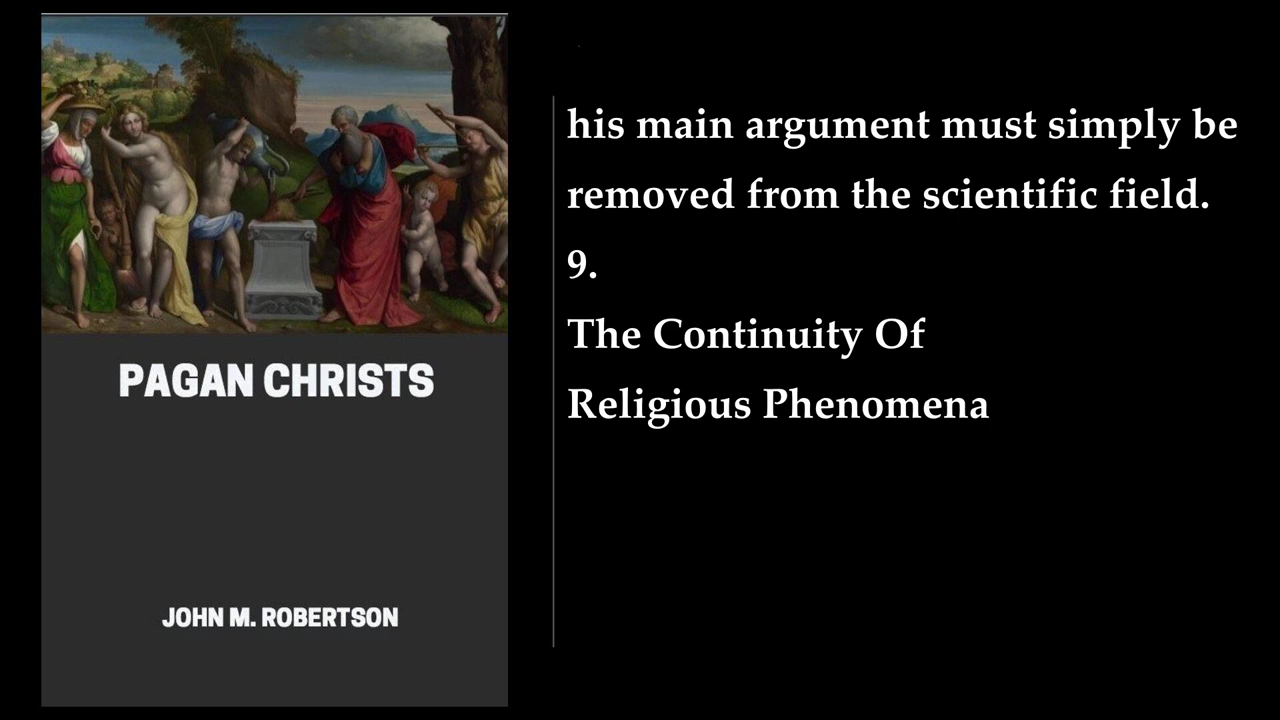 PAGAN CHRISTS
JOHN M. ROBERTSON
his main argument must simply be
removed from the scientific field.
9.
The Continuity Of
Religious Phenomena